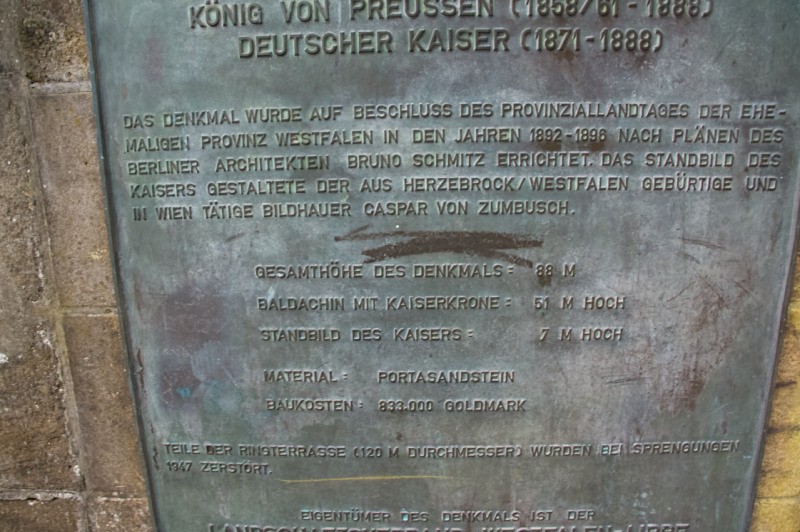 KÖNIG VON PREUSSEN (1858/61 - 1888)
DEUTSCHER KAISER (1871 - 1888)
DAS DENKMAL WURDE AUF BESCHLUSS DES PROVINZIALLANDTAGES DER EHE-
MALIGEN PROVINZ WESTFALEN IN DEN JAHREN 1892 - 1896 NACH PLÄNEN DES
BERLINER ARCHITEKTEN BRUNO SCHMITZ ERRICHTET. DAS STANDBILD DES
KAISERS GESTALTETE DER AUS HERZEBROCK/WESTFALEN GEBÜRTIGE UND
IN WIEN TÄTIGE BILDHAUER CASPAR VON ZUMBUSCH.
GESAMTHÖHE DES DENKMALS = 88 M
BALDACHIN MIT KAISERKRONE = 51 M HOCH
STANDBILD DES KAISERS = 7 M HOCH
MATERIAL = PORTASANDSTEIN
BAUKOSTEN = 833.000 GOLDMARK
TEILE DER RINGTERRASSE (120 M DURCHMESSER) WURDEN BEI SPRENGUNGEN
1947 ZERSTÖRT.
EIGENTÜMER DES DENKMALS IST DER
LANDSCHAFTSVERBAND WESTFALEN-LIPPE